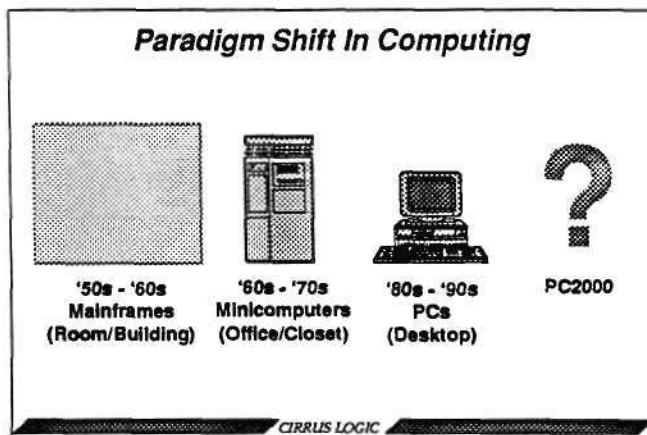 Paradigm Shift In Computing
?
'50s - '60s
Mainframes
(Room/Building)
'60s - '70s
Minicomputers
(Office/Closet)
'80s - '90s
PCs
(Desktop)
PC2000
CIRRUS LOGIC